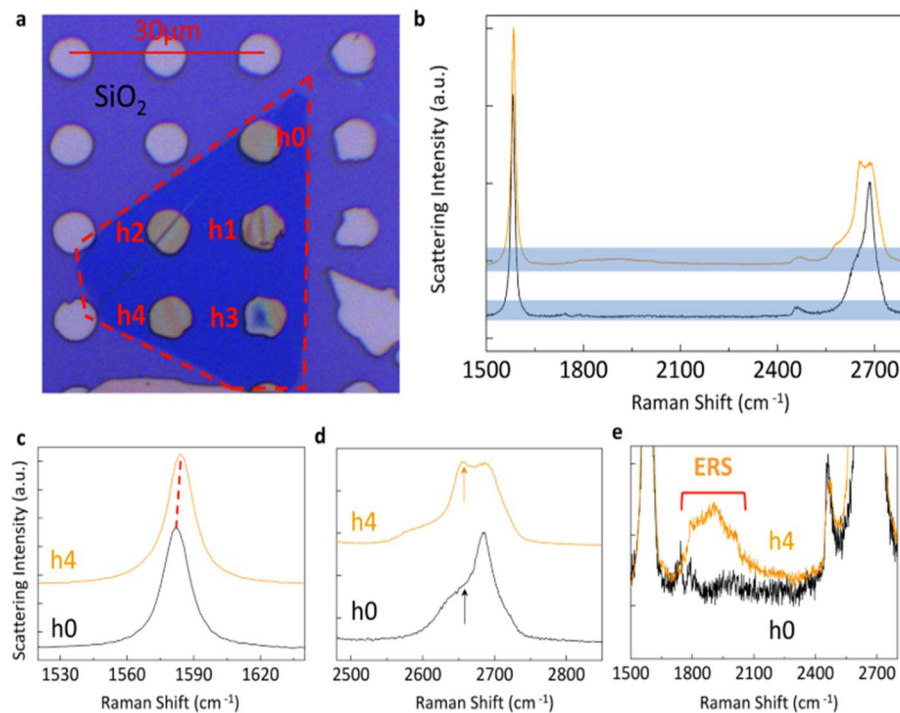 a
30μm
SiO2
h0
h2
h1
h4
h3
b
Scattering Intensity (a.u.)
1500
1800
2100
2400
2700
Raman Shift (cm -1)
c
Scattering Intensity (a.u.)
h4
h0
1530
1560
1590
1620
Raman Shift (cm -1)
d
h4
h0
2500
2600
2700
2800
Raman Shift (cm -1)
e
ERS
h4
h0
1500
1800
2100
2400
2700
Raman Shift (cm -1)